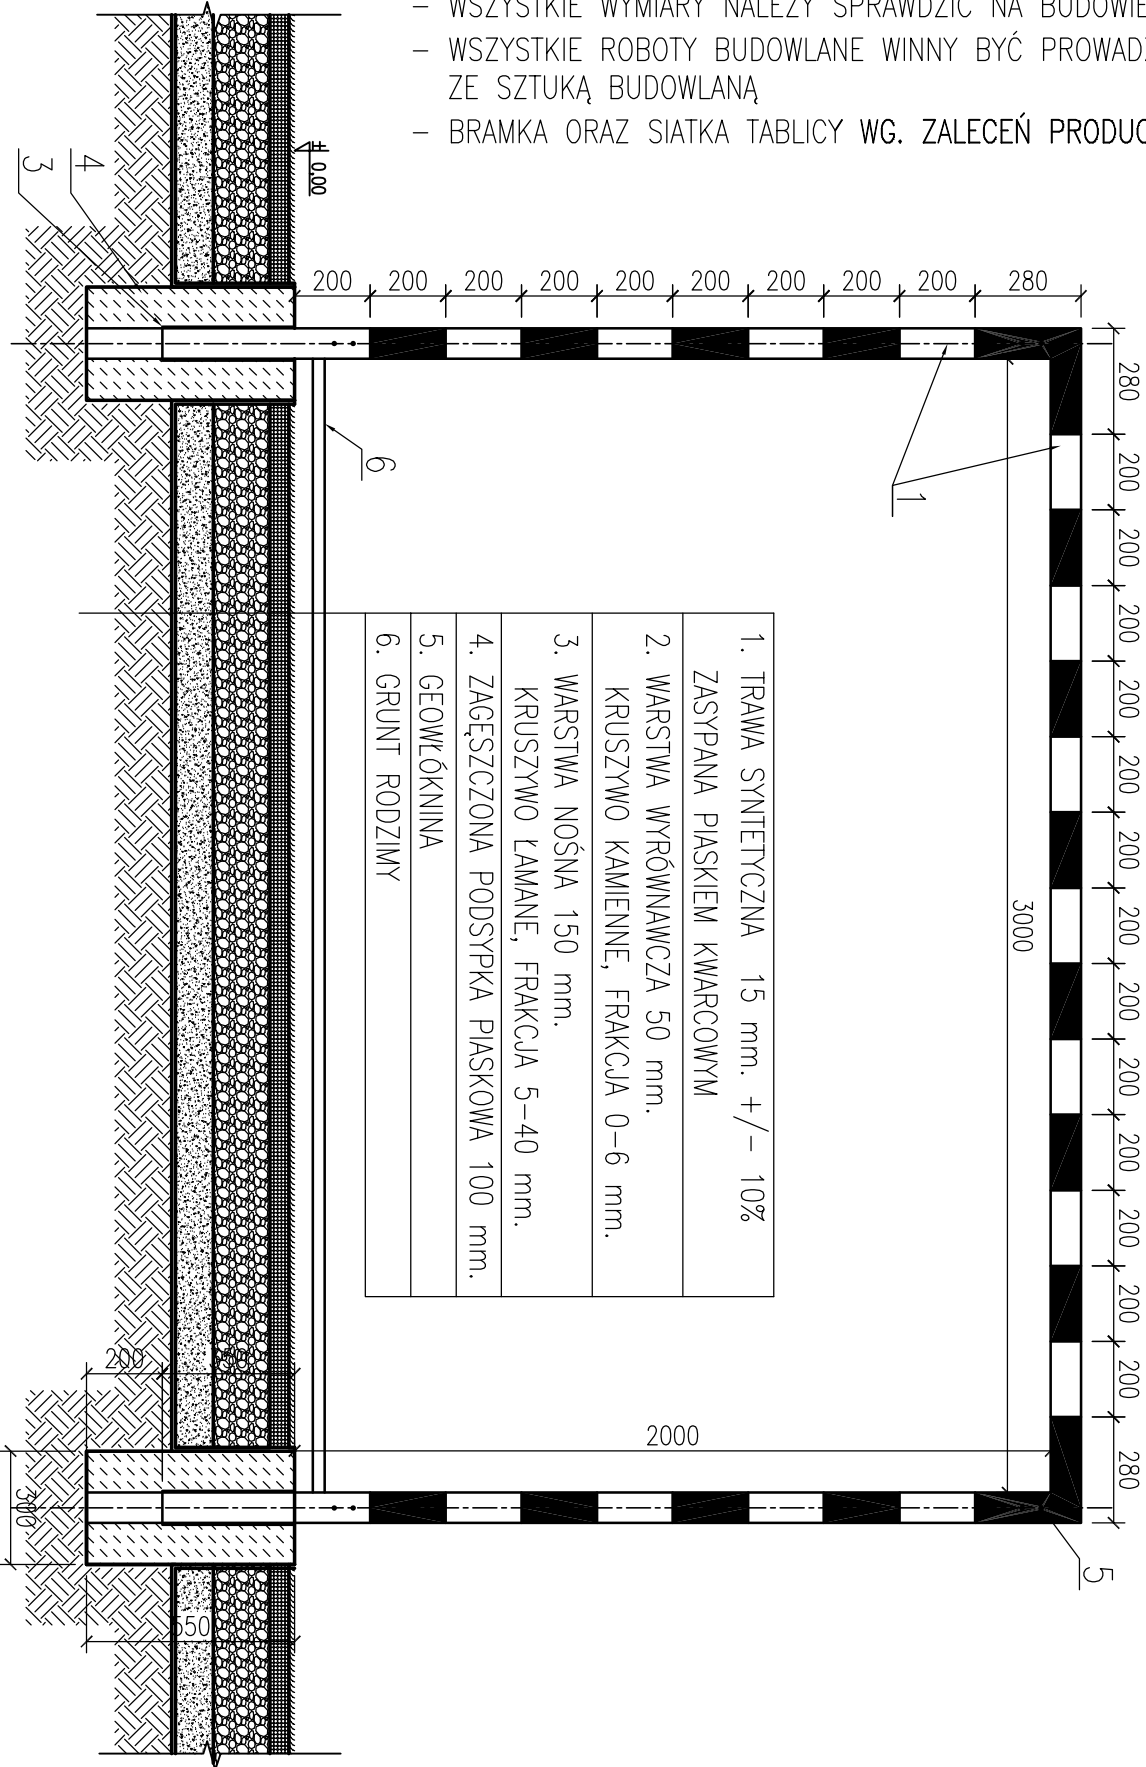 – WSZYSTKIE WYMIARY NALEŻY SPRAWDZIĆ NA BUDOWIE
– WSZYSTKIE ROBOTY BUDOWLANE WINNY BYĆ PROWADZ
ZE SZTUKĄ BUDOWLANĄ
– BRAMKA ORAZ SIATKA TABLICY WG. ZALECEŃ PRODUC
± 0,00
4
3
200 200 200 200 200 200 200 200 200 280
280 200 200 200 200 200 200 200 200 200 200 200 200 200 280
1
6
3000
1. TRAWA SYNTETYCZNA 15 mm. +/- 10%
ZASYPANA PIASKIEM KWARCOWYM
2. WARSTWA WYRÓWNAWCZA 50 mm.
KRUSZYWO KAMIENNE, FRAKCJA 0-6 mm.
3. WARSTWA NOŚNA 150 mm.
KRUSZYWO ŁAMANE, FRAKCJA 5-40 mm.
4. ZAGĘSZCZONA PODSYPKA PIASKOWA 100 mm.
5. GEOWŁÓKNINA
6. GRUNT RODZIMY
200
2000
300
5
550